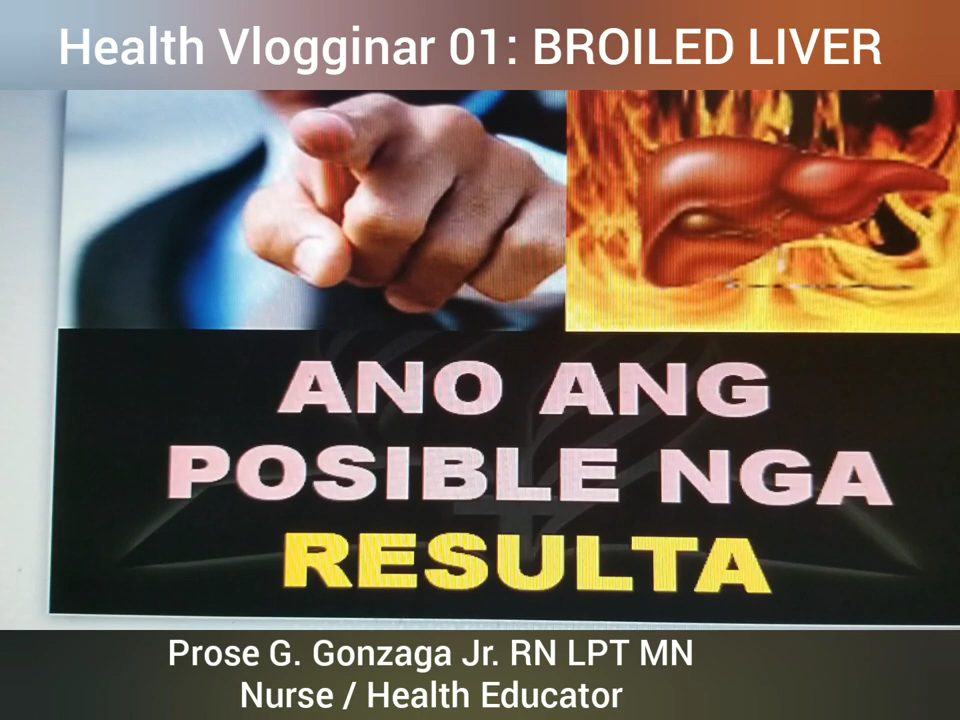 Health Vlogginar 01: BROILED LIVER
ANO ANG
POSIBLE NGA
RESULTA
Prose G. Gonzaga Jr. RN LPT MN
Nurse / Health Educator